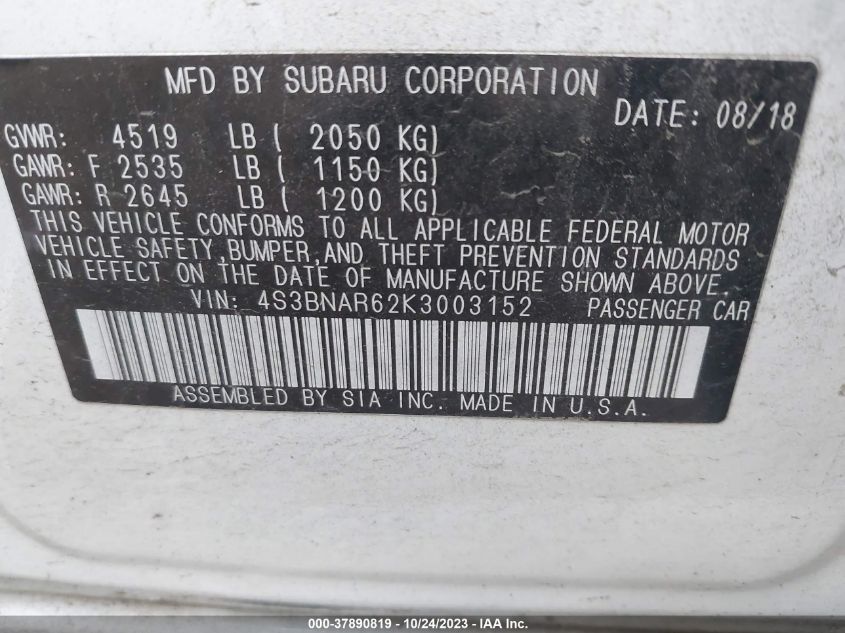 MFD BY SUBARU CORPORATION
DATE: 08/18
GVWR: 4519 LB ( 2050 KG)
GAWR: F 2535 LB ( 1150 KG)
GAWR: R 2645 LB ( 1200 KG)
THIS VEHICLE CONFORMS TO ALL APPLICABLE FEDERAL MOTOR
VEHICLE SAFETY,BUMPER,AND THEFT PREVENTION STANDARDS
IN EFFECT ON THE DATE OF MANUFACTURE SHOWN ABOVE.
VIN: 4S3BNAR62K3003152 PASSENGER CAR
ASSEMBLED BY SIA INC. MADE IN U.S.A.
000-37890819 - 10/24/2023 - IAA Inc.